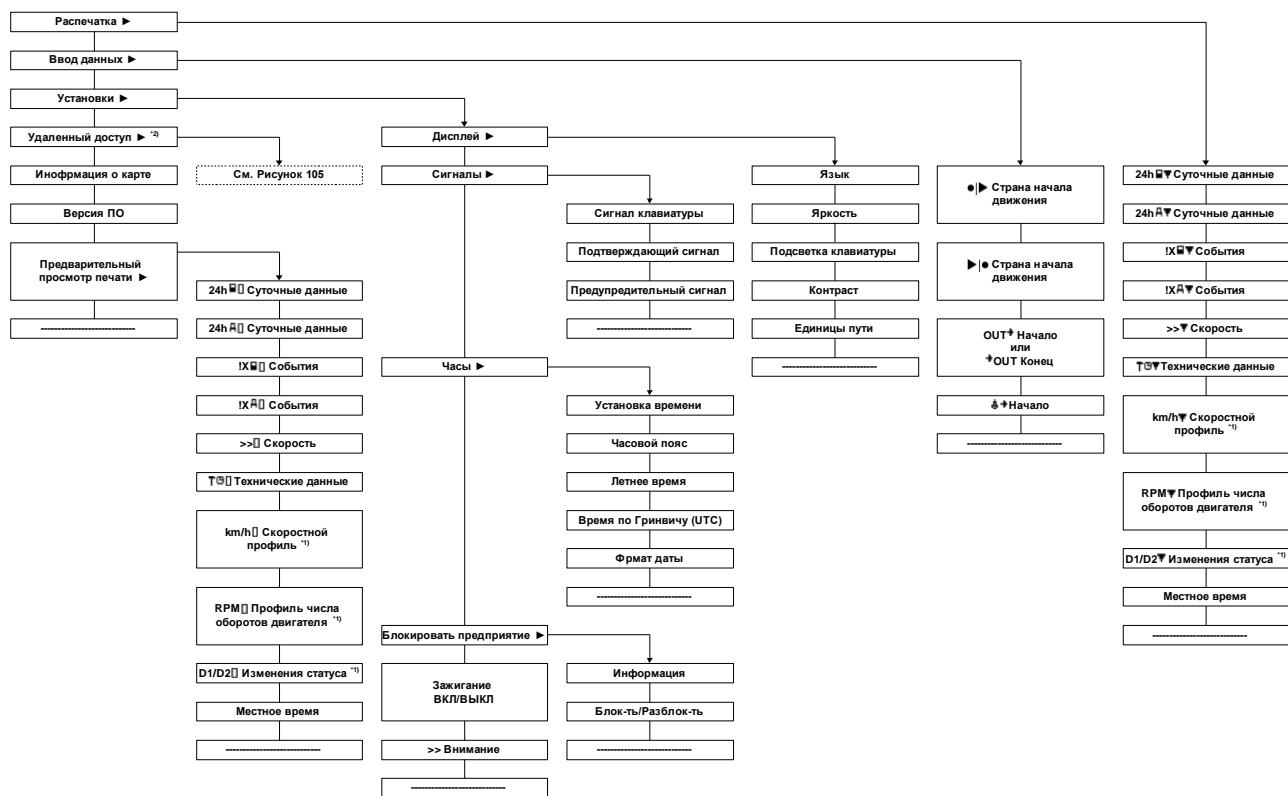 Распечатка ►
Ввод данных ►
Установки ►
Удаленный доступ ► *2)
Инофрмация о карте
Версия ПО
Предварительный
просмотр печати ►
----------------------------
См. Рисунок 105
24h Суточные данные
24h Суточные данные
!X События
!X События
>> Скорость
Технические данные
km/h Скоростной
профиль *1)
RPM Профиль числа
оборотов двигателя *1)
D1/D2 Изменения статуса *1)
Местное время
----------------------------
Дисплей ►
Сигналы ►
Часы ►
Блокировать предприятие ►
Зажигание
ВКЛ/ВЫКЛ
>> Внимание
----------------------------
Сигнал клавиатуры
Подтверждающий сигнал
Предупредительный сигнал
----------------------------
Установка времени
Часовой пояс
Летнее время
Время по Гринвичу (UTC)
Фрмат даты
----------------------------
Информация
Блок-ть/Разблок-ть
----------------------------
Язык
Яркость
Подсветка клавиатуры
Контраст
Единицы пути
----------------------------
●|▶ Страна начала
движения
▶|● Страна начала
движения
OUT Начало
или
OUT Конец
Начало
----------------------------
24h▼ Суточные данные
24h▼ Суточные данные
!X▼ События
!X▼ События
>>▼ Скорость
▼ Технические данные
km/h▼ Скоростной
профиль *1)
RPM▼ Профиль числа
оборотов двигателя *1)
D1/D2▼ Изменения статуса *1)
Местное время
----------------------------